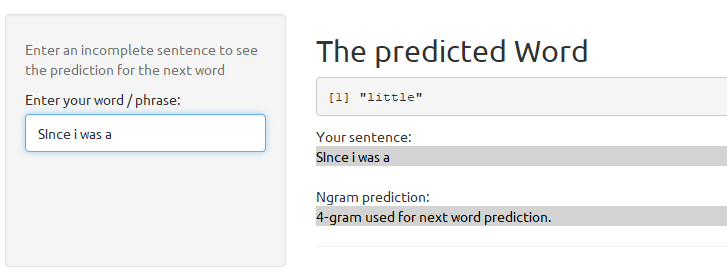 Enter an incomplete sentence to see
the prediction for the next word
Enter your word / phrase:
SInce i was a
The predicted Word
[1] "little"
Your sentence:
SInce i was a
Ngram prediction:
4-gram used for next word prediction.